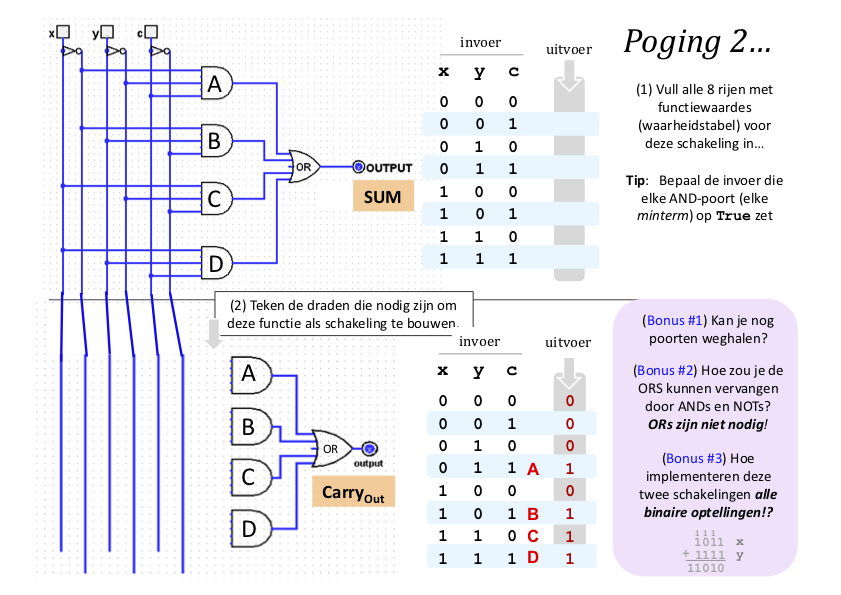 x y c
A
B
C
D
OR
OUTPUT
SUM
invoer
uitvoer
x y c
0 0 0
0 0 1
0 1 0
0 1 1
1 0 0
1 0 1
1 1 0
1 1 1
Poging 2…
(1) Vull alle 8 rijen met
functiewaardes
(waarheidstabel) voor
deze schakeling in…
Tip: Bepaal de invoer die
elke AND-poort (elke
minterm) op True zet
(2) Teken de draden die nodig zijn om
deze functie als schakeling te bouwen.
A
B
C
D
OR
output
CarryOut
invoer
uitvoer
x y c
0 0 0 0
0 0 1 0
0 1 0 0
0 1 1 A 1
1 0 0 0
1 0 1 B 1
1 1 0 C 1
1 1 1 D 1
(Bonus #1) Kan je nog
poorten weghalen?
(Bonus #2) Hoe zou je de
ORS kunnen vervangen
door ANDs en NOTs?
ORs zijn niet nodig!
(Bonus #3) Hoe
implementeren deze
twee schakelingen alle
binaire optellingen!?
111
1011 x
+ 1111 y
11010